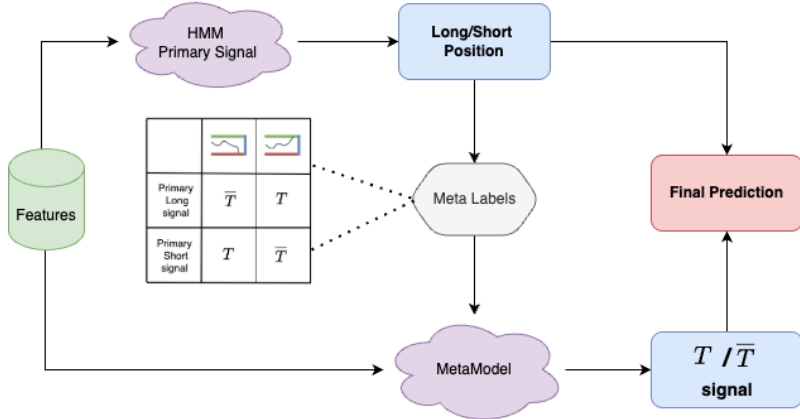 HMM
Primary Signal
Long/Short
Position
Features
Primary
Long
signal
T̅
T
Primary
Short
signal
T
T̅
Meta Labels
Final Prediction
MetaModel
T / T̅
signal